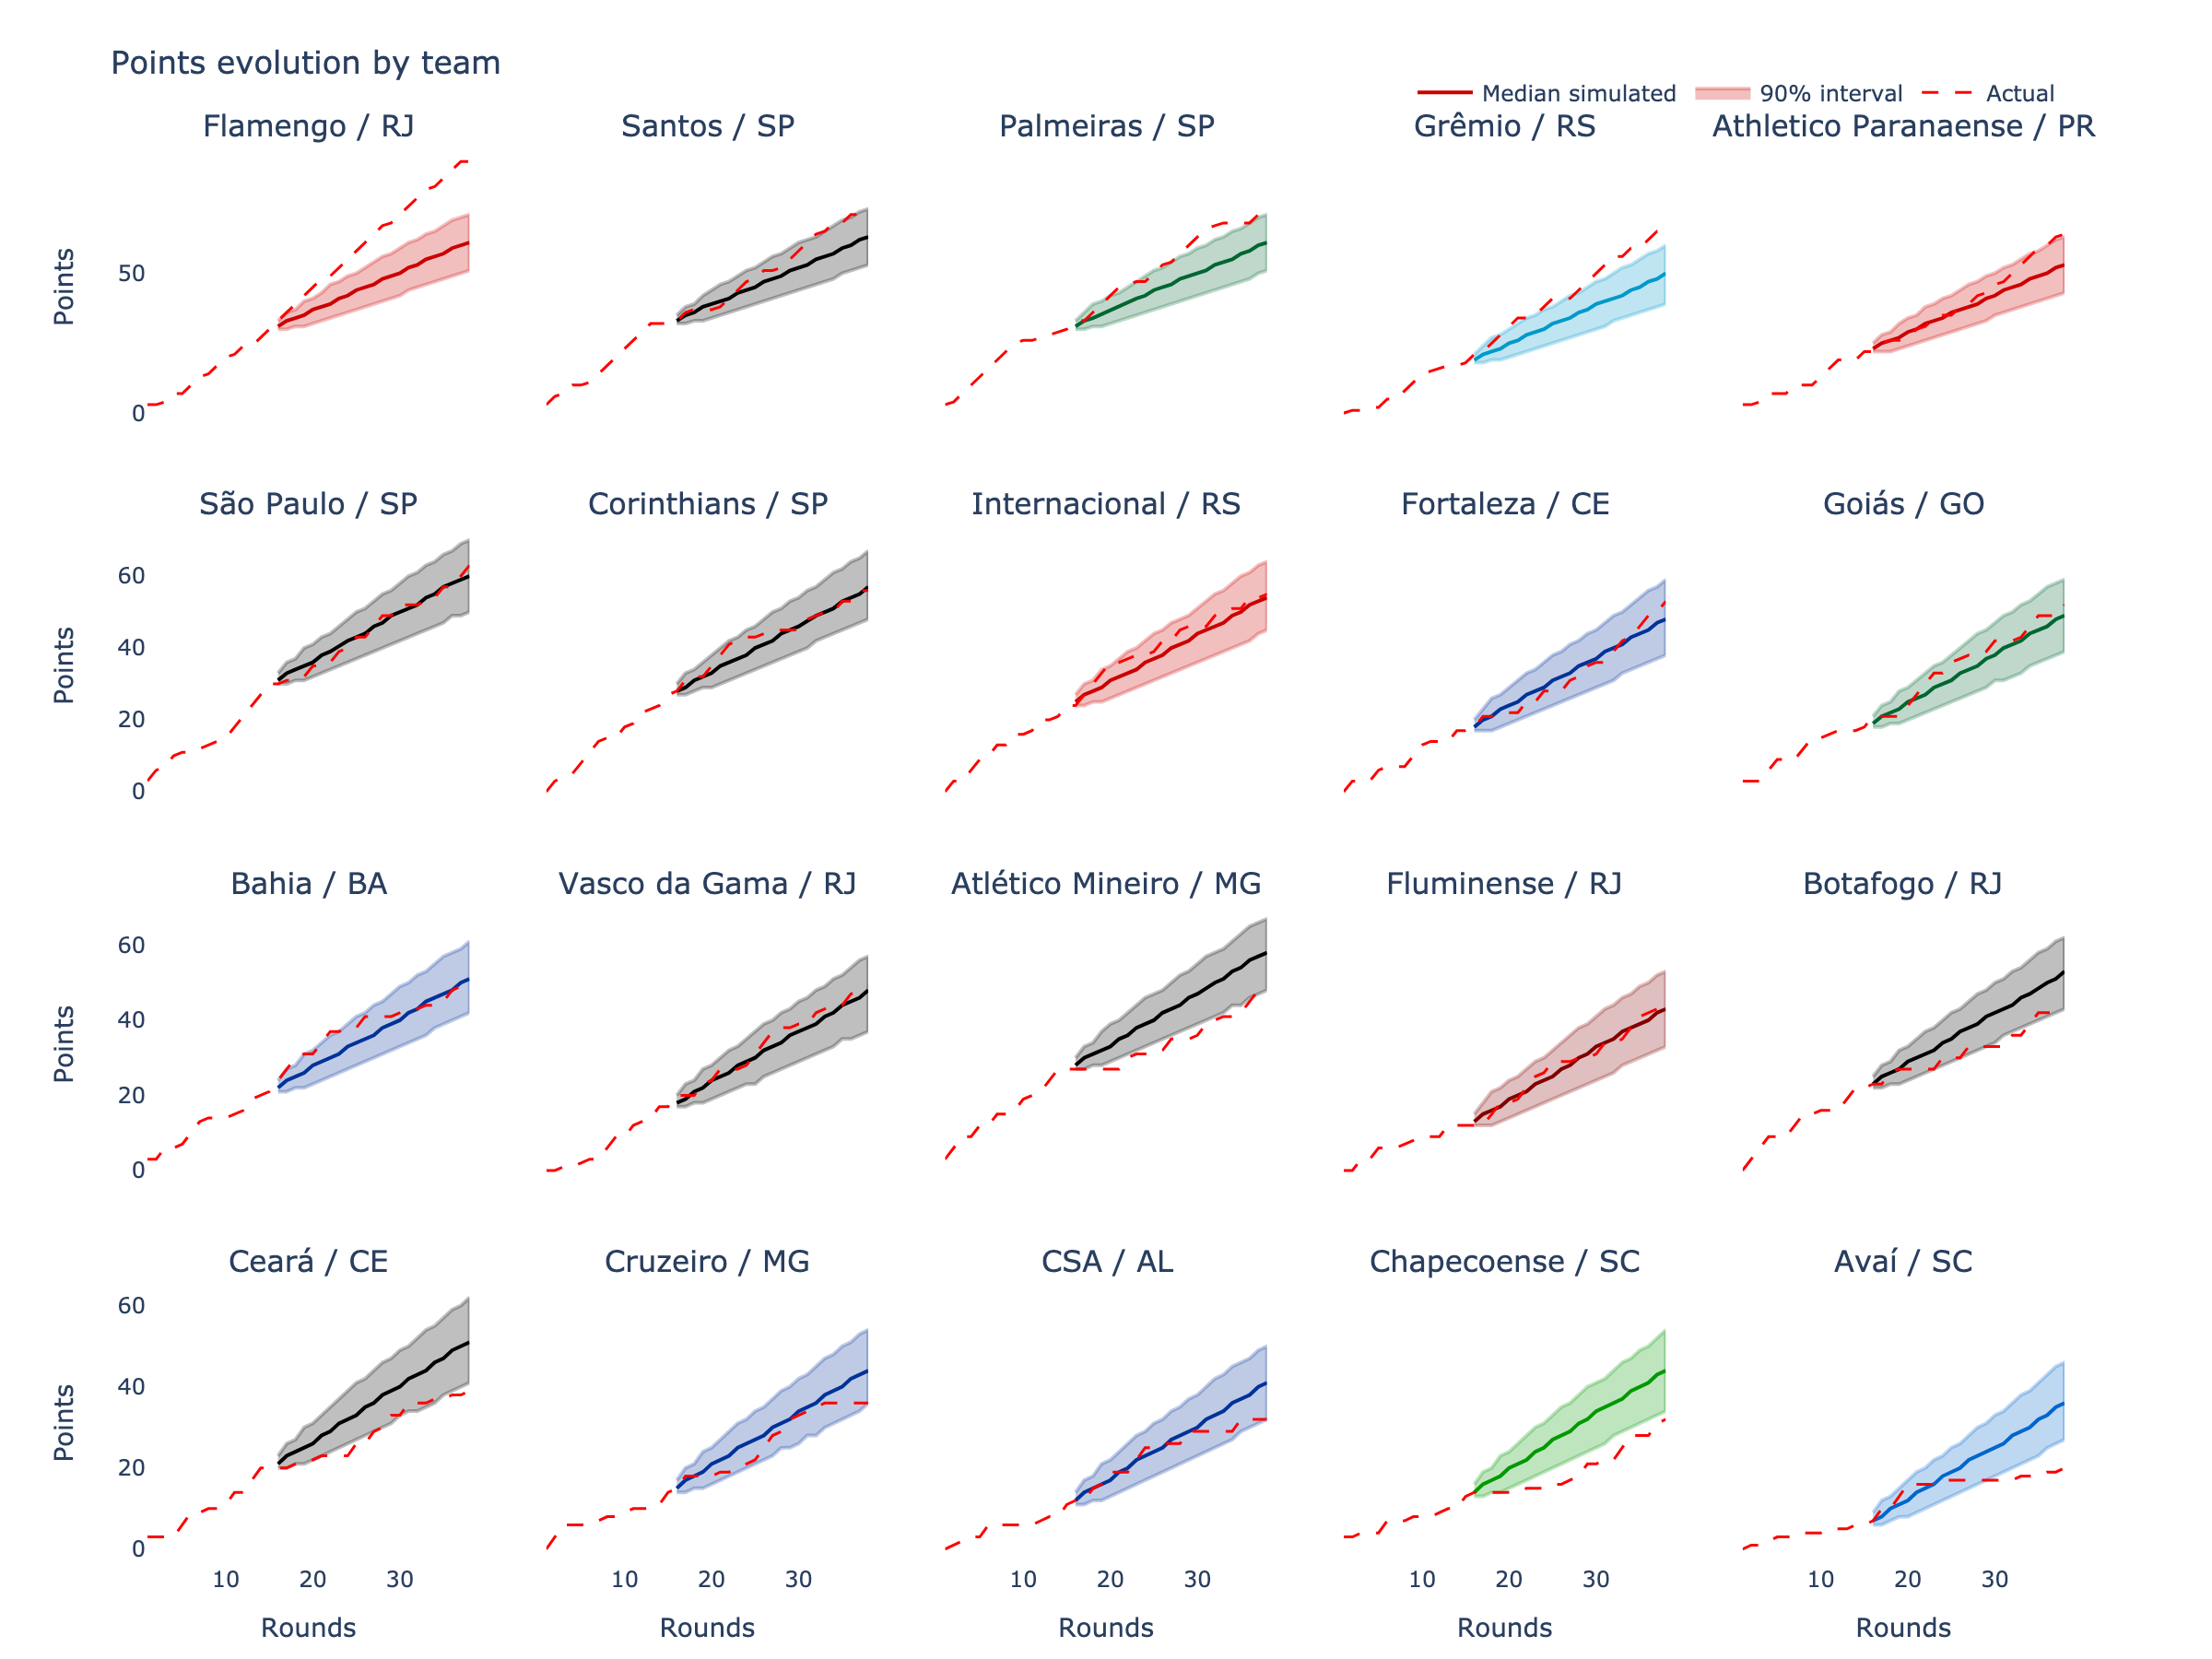 Points evolution by team
Median simulated 90% interval Actual
Flamengo / RJ Santos / SP Palmeiras / SP Grêmio / RS Athletico Paranaense / PR
Points
50
0
São Paulo / SP Corinthians / SP Internacional / RS Fortaleza / CE Goiás / GO
Points
60
40
20
0
Bahia / BA Vasco da Gama / RJ Atlético Mineiro / MG Fluminense / RJ Botafogo / RJ
Points
60
40
20
0
Ceará / CE Cruzeiro / MG CSA / AL Chapecoense / SC Avaí / SC
Points
60
40
20
0
10 20 30 10 20 30 10 20 30 10 20 30 10 20 30
Rounds Rounds Rounds Rounds Rounds